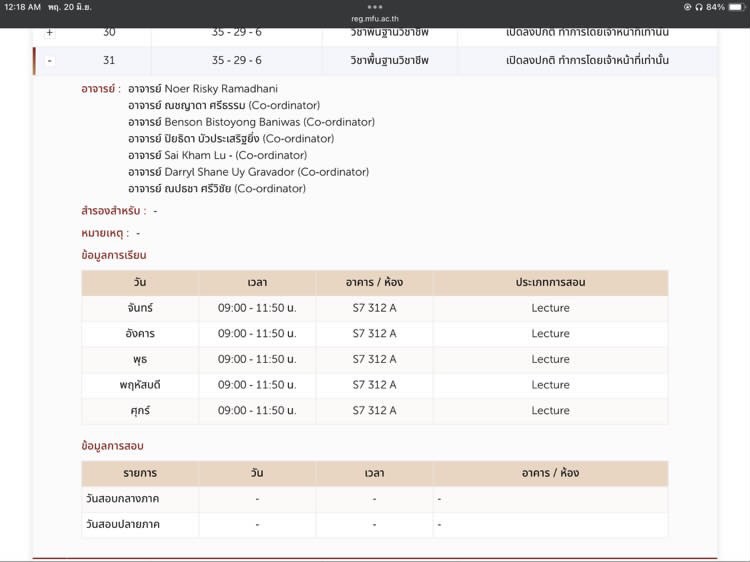 12:18 AM พฤ. 20 มิ.ย.
84%
reg.mfu.ac.th
+ 30 35 - 29 - 6 วิชาพื้นฐานวิชาชีพ เปิดลงปกติ ทำการโดยเจ้าหน้าที่เท่านั้น
- 31 35 - 29 - 6 วิชาพื้นฐานวิชาชีพ เปิดลงปกติ ทำการโดยเจ้าหน้าที่เท่านั้น
อาจารย์ : อาจารย์ Noer Risky Ramadhani
อาจารย์ ณชญาดา ศรีธรรม (Co-ordinator)
อาจารย์ Benson Bistoyong Baniwas (Co-ordinator)
อาจารย์ ปิยธิดา บัวประเสริฐยิ่ง (Co-ordinator)
อาจารย์ Sai Kham Lu - (Co-ordinator)
อาจารย์ Darryl Shane Uy Gravador (Co-ordinator)
อาจารย์ ณปธชา ศรีวิชัย (Co-ordinator)
สำรองสำหรับ : -
หมายเหตุ : -
ข้อมูลการเรียน
วัน เวลา อาคาร / ห้อง ประเภทการสอน
จันทร์ 09:00 - 11:50 น. S7 312 A Lecture
อังคาร 09:00 - 11:50 น. S7 312 A Lecture
พุธ 09:00 - 11:50 น. S7 312 A Lecture
พฤหัสบดี 09:00 - 11:50 น. S7 312 A Lecture
ศุกร์ 09:00 - 11:50 น. S7 312 A Lecture
ข้อมูลการสอบ
รายการ วัน เวลา อาคาร / ห้อง
วันสอบกลางภาค - - -
วันสอบปลายภาค - - -